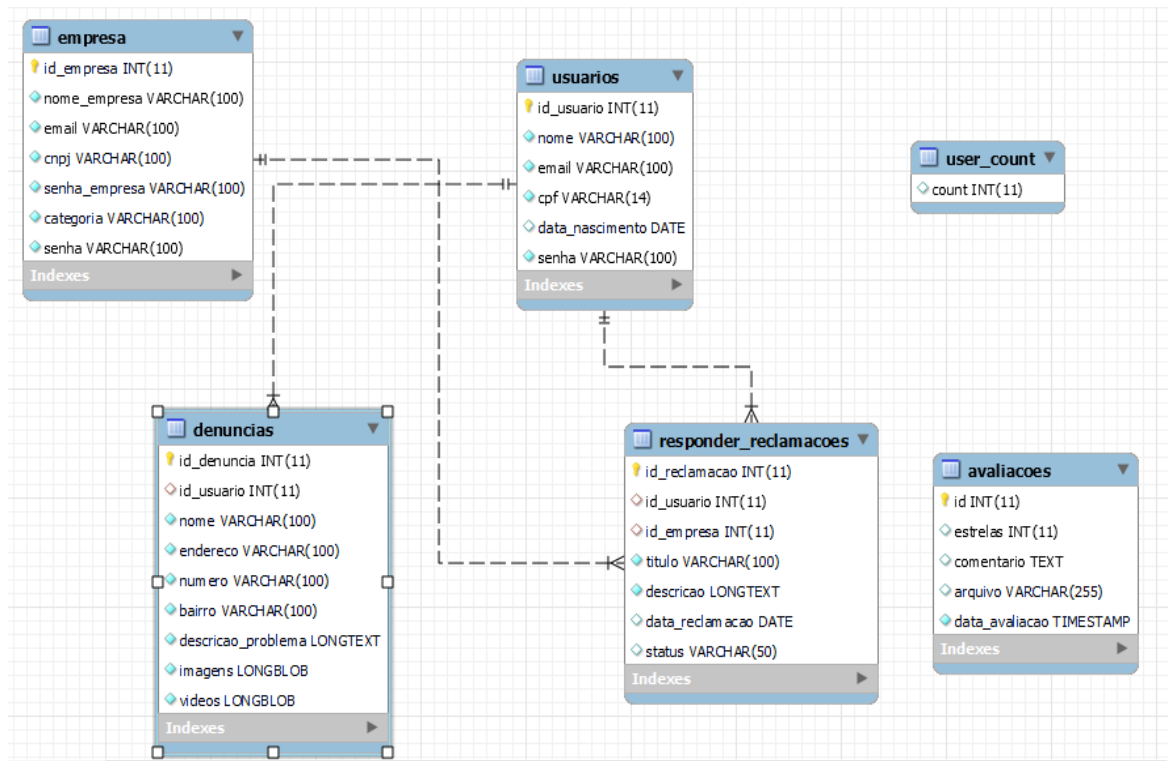 empresa
id_empresa INT(11)
nome_empresa VARCHAR(100)
email VARCHAR(100)
cnpj VARCHAR(100)
senha_empresa VARCHAR(100)
categoria VARCHAR(100)
senha VARCHAR(100)
Indexes
usuarios
id_usuario INT(11)
nome VARCHAR(100)
email VARCHAR(100)
cpf VARCHAR(14)
data_nascimento DATE
senha VARCHAR(100)
Indexes
user_count
count INT(11)
denuncias
id_denuncia INT(11)
id_usuario INT(11)
nome VARCHAR(100)
endereco VARCHAR(100)
numero VARCHAR(100)
bairro VARCHAR(100)
descricao_problema LONGTEXT
imagens LONGBLOB
videos LONGBLOB
Indexes
responder_reclamacoes
id_reclamacao INT(11)
id_usuario INT(11)
id_empresa INT(11)
titulo VARCHAR(100)
descricao LONGTEXT
data_reclamacao DATE
status VARCHAR(50)
Indexes
avaliacoes
id INT(11)
estrelas INT(11)
comentario TEXT
arquivo VARCHAR(255)
data_avaliacao TIMESTAMP
Indexes